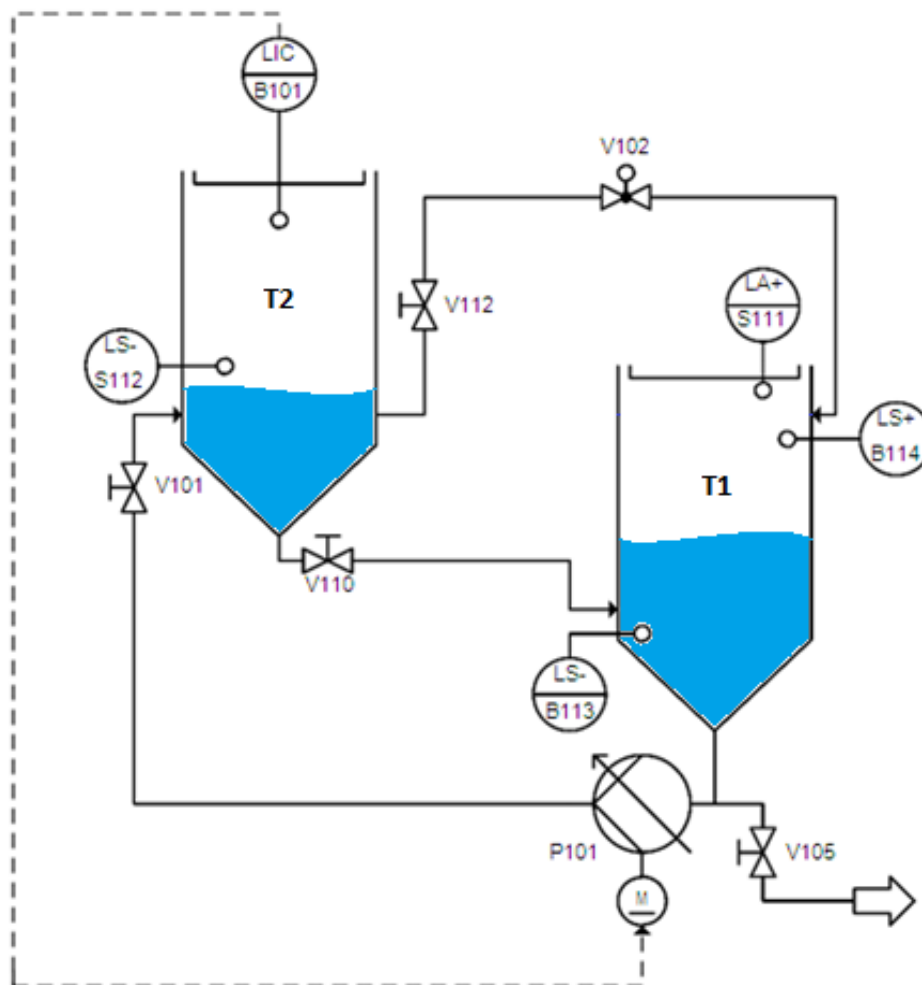 LIC
B101
V102
T2
LA+
S111
V112
LS-
S112
LS+
B114
V101
T1
V110
LS-
B113
P101
V105
M